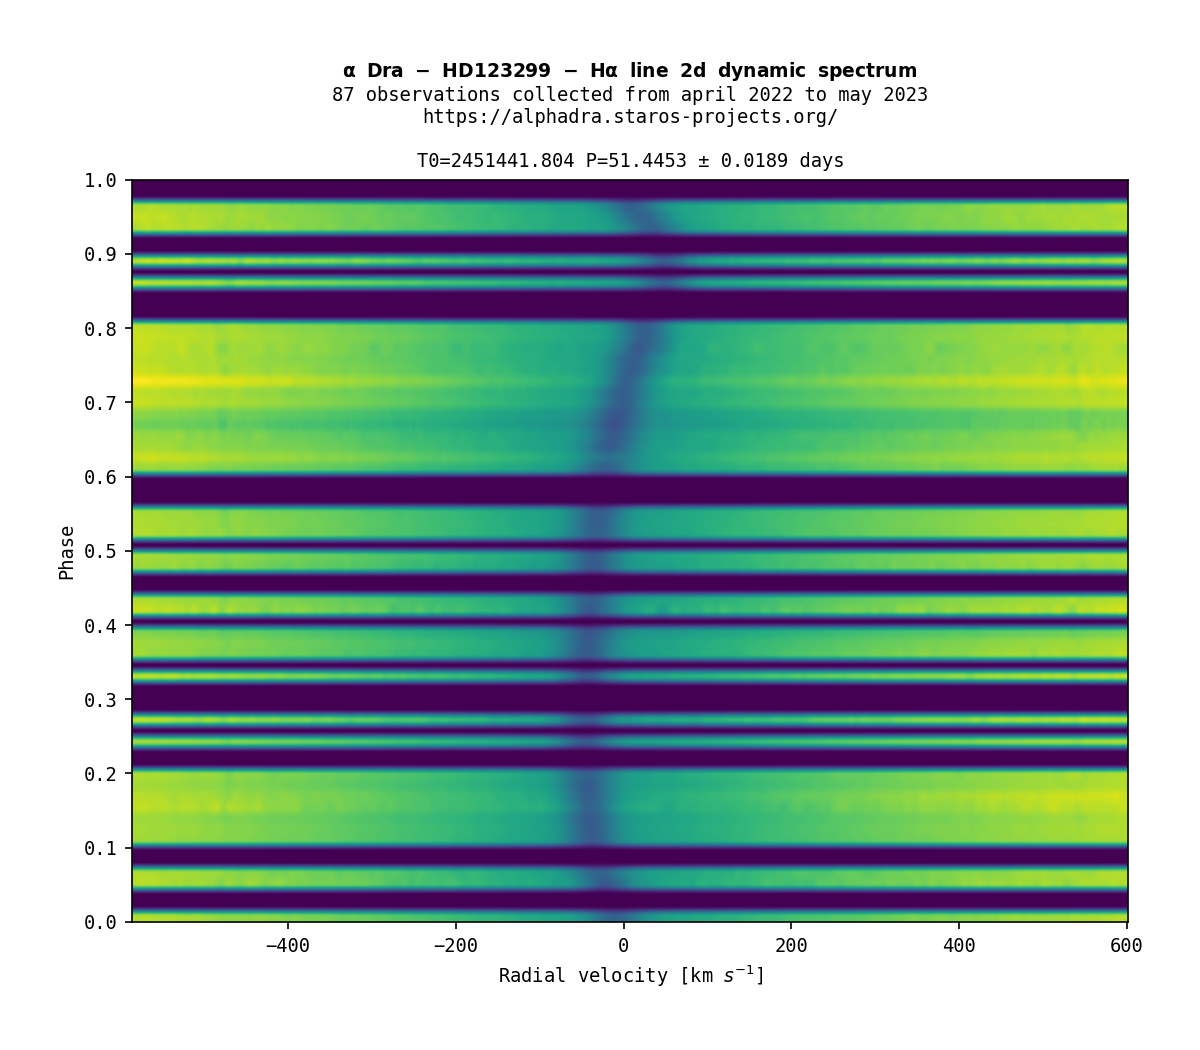 α Dra − HD123299 − Hα line 2d dynamic spectrum
87 observations collected from april 2022 to may 2023
https://alphadra.staros-projects.org/
T0=2451441.804 P=51.4453 ± 0.0189 days
1.0
0.9
0.8
0.7
0.6
0.5
0.4
0.3
0.2
0.1
0.0
Phase
−400 −200 0 200 400 600
Radial velocity [km s⁻¹]